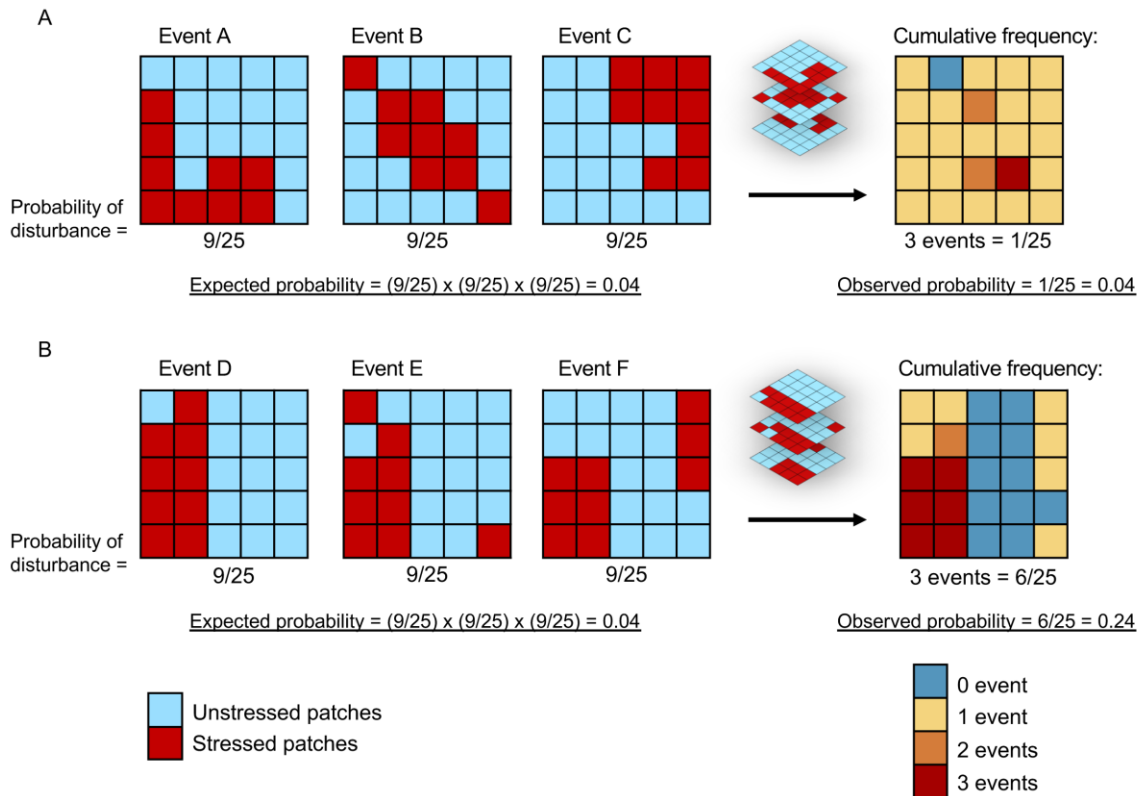 A
Event A
Event B
Event C
Cumulative frequency:
Probability of
disturbance =
9/25
9/25
9/25
3 events = 1/25
Expected probability = (9/25) x (9/25) x (9/25) = 0.04
Observed probability = 1/25 = 0.04
B
Event D
Event E
Event F
Cumulative frequency:
Probability of
disturbance =
9/25
9/25
9/25
3 events = 6/25
Expected probability = (9/25) x (9/25) x (9/25) = 0.04
Observed probability = 6/25 = 0.24
Unstressed patches
Stressed patches
0 event
1 event
2 events
3 events